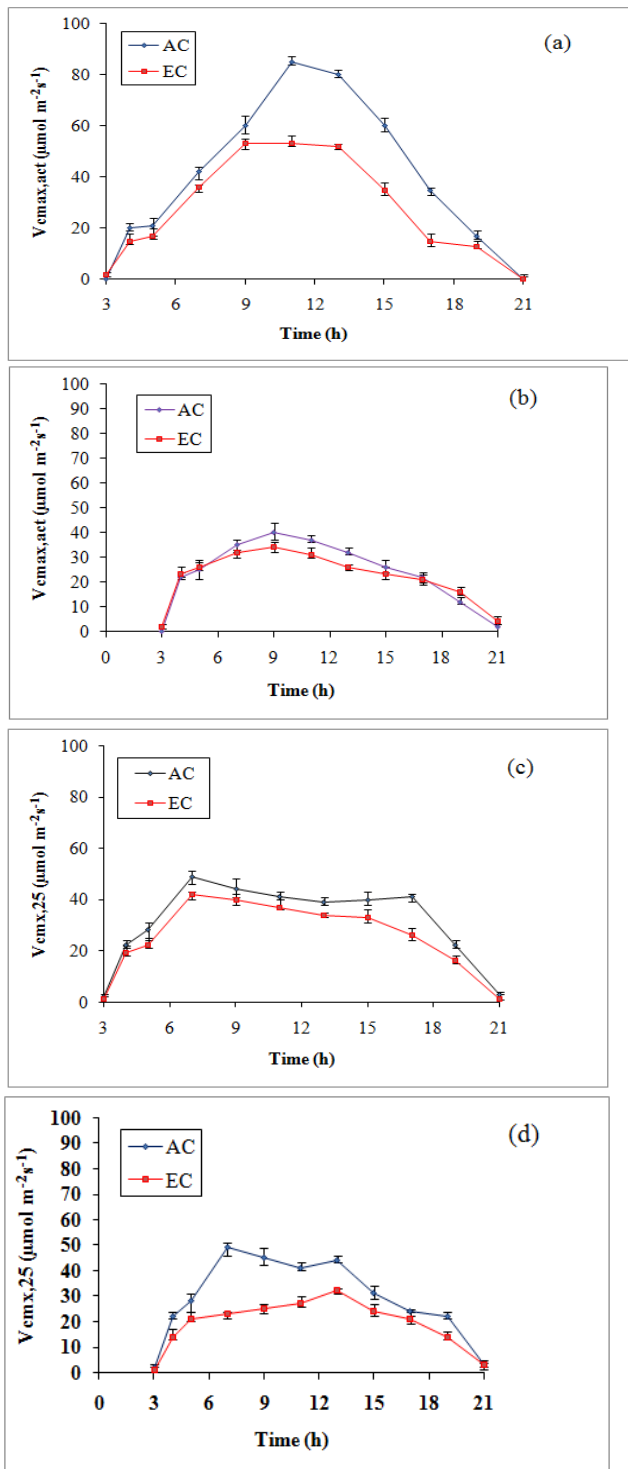 (a)
AC
EC
Vcmax,act (µmol m⁻²s⁻¹)
100
80
60
40
20
0
3 6 9 12 15 18 21
Time (h)
(b)
AC
EC
Vcmax,act (µmol m⁻²s⁻¹)
100
90
80
70
60
50
40
30
20
10
0
0 3 6 9 12 15 18 21
Time (h)
(c)
AC
EC
Vcmx,25 (µmol m⁻²s⁻¹)
100
80
60
40
20
0
3 6 9 12 15 18 21
Time (h)
(d)
AC
EC
Vcmx,25 (µmol m⁻²s⁻¹)
100
90
80
70
60
50
40
30
20
10
0
0 3 6 9 12 15 18 21
Time (h)